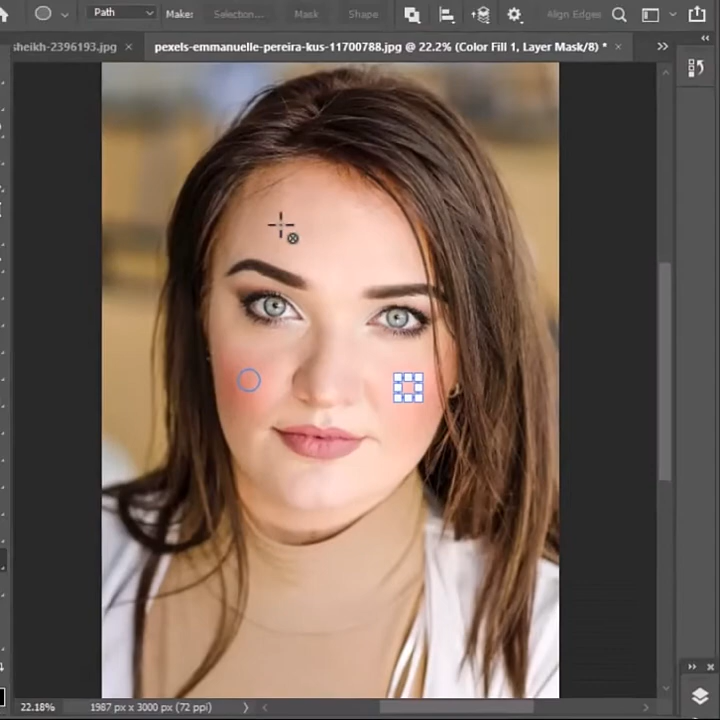 Path Make: Selection... Mask Shape Align Edges
sheikh-2396193.jpg × pexels-emmanuelle-pereira-kus-11700788.jpg @ 22.2% (Color Fill 1, Layer Mask/8) * ×
22.18% 1987 px x 3000 px (72 ppi)